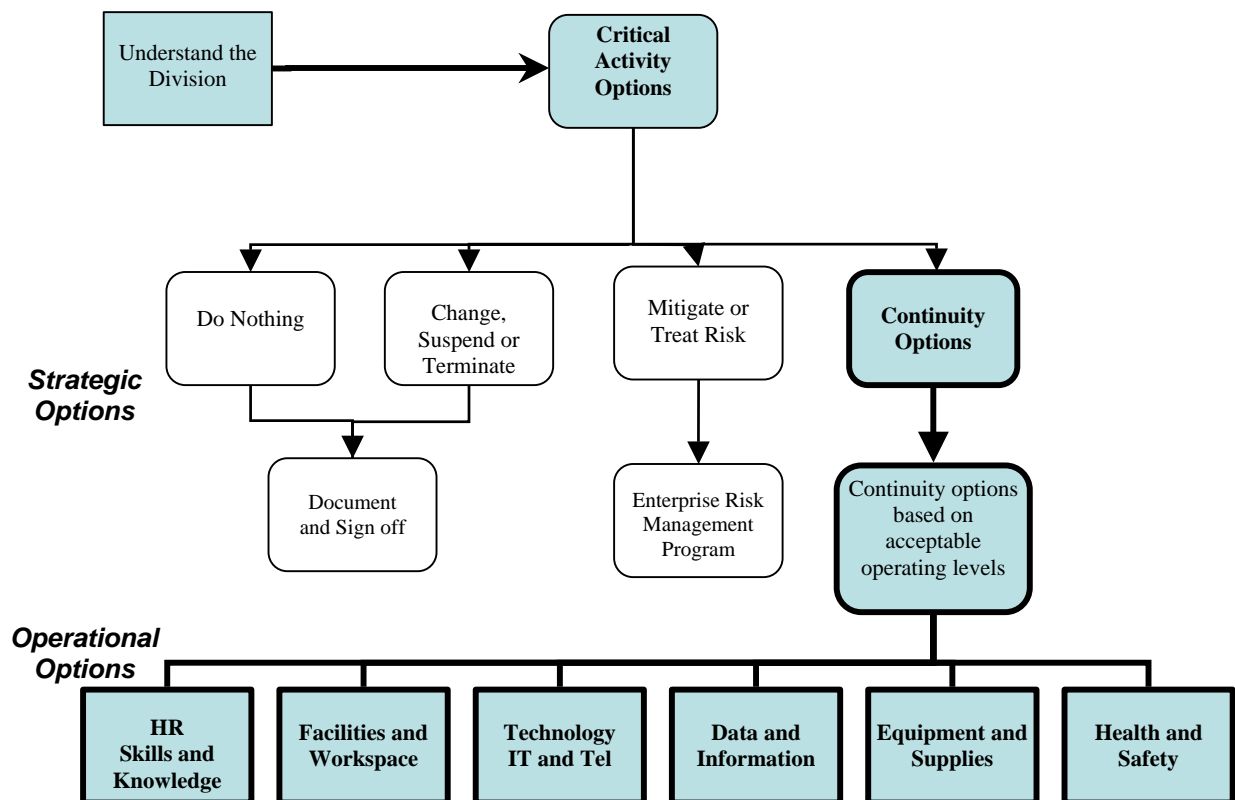 Understand the
Division
Critical
Activity
Options
Do Nothing
Change,
Suspend or
Terminate
Mitigate or
Treat Risk
Continuity
Options
Strategic
Options
Document
and Sign off
Enterprise Risk
Management
Program
Continuity options
based on
acceptable
operating levels
Operational
Options
HR
Skills and
Knowledge
Facilities and
Workspace
Technology
IT and Tel
Data and
Information
Equipment and
Supplies
Health and
Safety